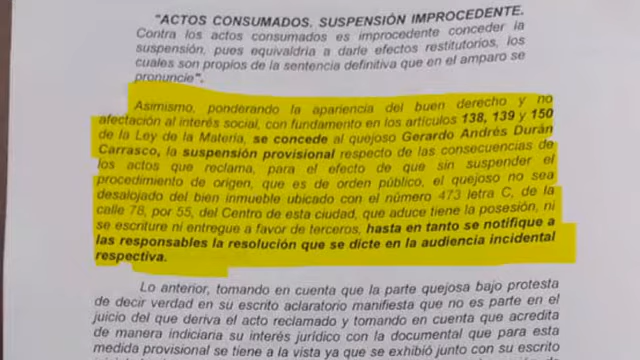 "ACTOS CONSUMADOS. SUSPENSIÓN IMPROCEDENTE.
Contra los actos consumados es improcedente conceder la
suspensión, pues equivaldría a darle efectos restitutorios, los
cuales son propios de la sentencia definitiva que en el amparo se
pronuncie".
Asimismo, ponderando la apariencia del buen derecho y no
afectación al interés social, con fundamento en los artículos 138, 139 y 150
de la Ley de la Materia, se concede al quejoso Gerardo Andrés Durán
Carrasco, la suspensión provisional respecto de las consecuencias de
los actos que reclama, para el efecto de que sin suspender el
procedimiento de origen, que es de orden público, el quejoso no sea
desalojado del bien inmueble ubicado con el número 473 letra C, de la
calle 78, por 55, del Centro de esta ciudad, que aduce tiene la posesión, ni
se escriture ni entregue a favor de terceros, hasta en tanto se notifique a
las responsables la resolución que se dicte en la audiencia incidental
respectiva.
Lo anterior, tomando en cuenta que la parte quejosa bajo protesta
de decir verdad en su escrito aclaratorio manifiesta que no es parte en el
juicio del que deriva el acto reclamado y tomando en cuenta que acredita
de manera indiciaria su interés jurídico con la documental que para esta
medida provisional se tiene a la vista ya que se exhibió junto con su escrito